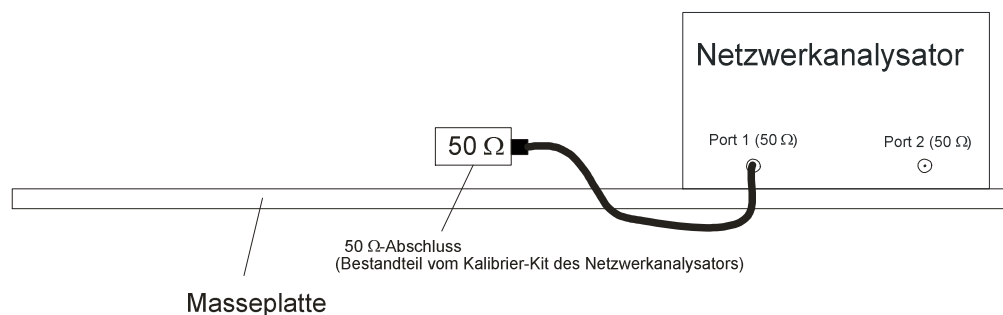 Netzwerkanalysator
Port 1 (50 Ω)
Port 2 (50 Ω)
50 Ω
50 Ω-Abschluss
(Bestandteil vom Kalibrier-Kit des Netzwerkanalysators)
Masseplatte